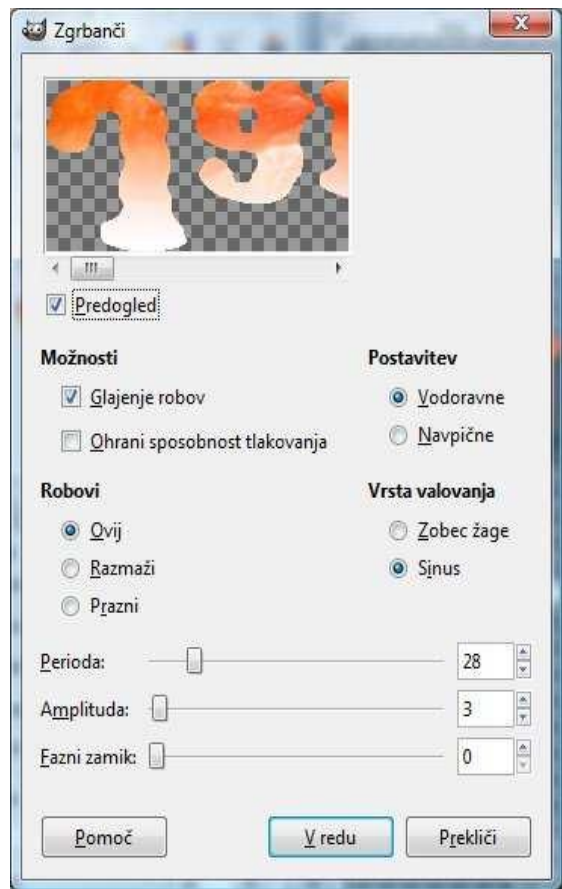 Zgrbanči
Predogled
Možnosti
Postavitev
Glajenje robov
Vodoravne
Ohrani sposobnost tlakovanja
Navpične
Robovi
Vrsta valovanja
Ovij
Zobec žage
Razmaži
Sinus
Prazni
Perioda: 28
Amplituda: 3
Fazni zamik: 0
Pomoč
V redu
Prekliči